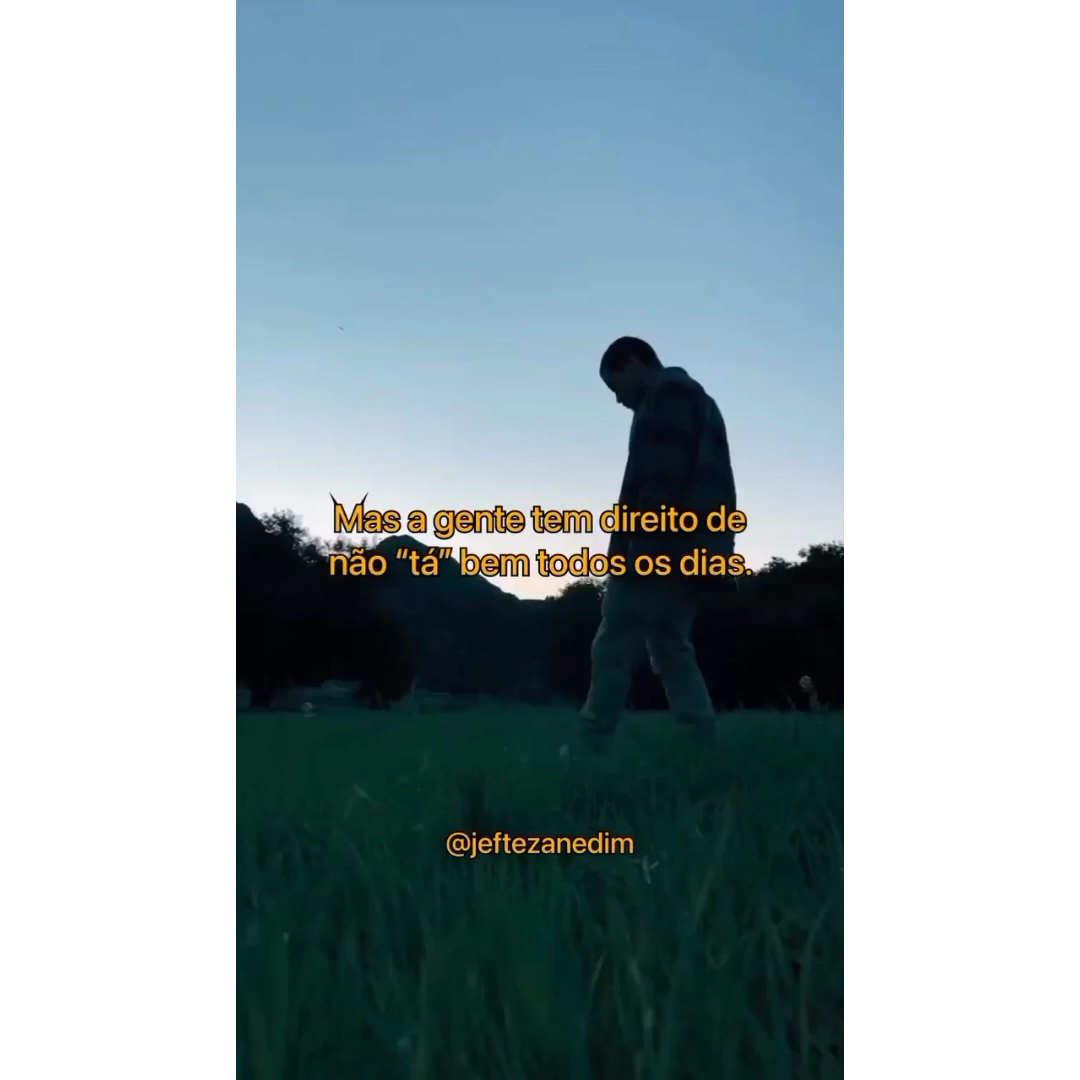 Mas a gente tem direito de
não “tá” bem todos os dias.
@jeftezanedim